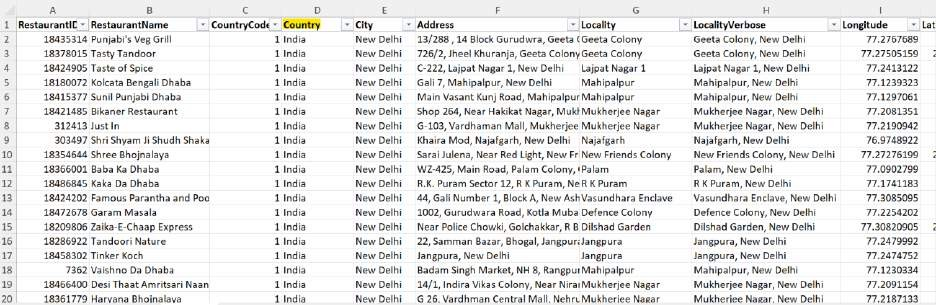 A B C D E F G H I
1 RestaurantID RestaurantName CountryCode Country City Address Locality LocalityVerbose Longitude Lat
2 18435314 Punjabi's Veg Grill 1 India New Delhi 13/288 , 14 Block Gurudwra, Geeta C Geeta Colony Geeta Colony, New Delhi 77.2767689
3 18378015 Tasty Tandoor 1 India New Delhi 726/2, Jheel Khuranja, Geeta Colony Geeta Colony Geeta Colony, New Delhi 77.27505159
4 18424905 Taste of Spice 1 India New Delhi C-222, Lajpat Nagar 1, New Delhi Lajpat Nagar 1 Lajpat Nagar 1, New Delhi 77.2413122
5 18180072 Kolcata Bengali Dhaba 1 India New Delhi Gali 7, Mahipalpur, New Delhi Mahipalpur Mahipalpur, New Delhi 77.1239323
6 18415377 Sunil Punjabi Dhaba 1 India New Delhi Main Vasant Kunj Road, Mahipalpur Mahipalpur Mahipalpur, New Delhi 77.1297061
7 18421485 Bikaner Restaurant 1 India New Delhi Shop 264, Near Hakikat Nagar, Mukh Mukherjee Nagar Mukherjee Nagar, New Delhi 77.2081351
8 312413 Just In 1 India New Delhi G-103, Vardhaman Mall, Mukherjee Mukherjee Nagar Mukherjee Nagar, New Delhi 77.2190942
9 303497 Shri Shyam Ji Shudh Shaka 1 India New Delhi Khaira Mod, Najafgarh, New Delhi Najafgarh Najafgarh, New Delhi 76.9748922
10 18354644 Shree Bhojnalaya 1 India New Delhi Sarai Julena, Near Red Light, New Fr New Friends Colony New Friends Colony, New Delhi 77.27276199
11 18366001 Baba Ka Dhaba 1 India New Delhi WZ-425, Main Road, Palam Colony, Palam Palam, New Delhi 77.0902799
12 18486845 Kaka Da Dhaba 1 India New Delhi R.K. Puram Sector 12, R K Puram, Ne R K Puram R K Puram, New Delhi 77.1741183
13 18424202 Famous Parantha and Poo 1 India New Delhi 44, Gali Number 1, Block A, New Ash Vasundhara Enclave Vasundhara Enclave, New Delhi 77.3085095
14 18472678 Garam Masala 1 India New Delhi 1002, Gurudwara Road, Kotla Muba Defence Colony Defence Colony, New Delhi 77.2254202
15 18209806 Zaika-E-Chaap Express 1 India New Delhi Near Police Chowki, Golchakkar, R B Dilshad Garden Dilshad Garden, New Delhi 77.30820905
16 18286922 Tandoori Nature 1 India New Delhi 22, Samman Bazar, Bhogal, Jangpura Jangpura Jangpura, New Delhi 77.2479992
17 18458302 Tinker Koch 1 India New Delhi Jangpura, New Delhi Jangpura Jangpura, New Delhi 77.2474752
18 7362 Vaishno Da Dhaba 1 India New Delhi Badam Singh Market, NH 8, Rangpur Mahipalpur Mahipalpur, New Delhi 77.1230334
19 18466400 Desi Thaat Amritsari Naan 1 India New Delhi 14/1, Indira Vikas Colony, Near Nirar Mukherjee Nagar Mukherjee Nagar, New Delhi 77.2091154
20 18361779 Haryana Bhojnalaya 1 India New Delhi G 26, Vardhman Central Mall, Nehru Mukherjee Nagar Mukherjee Nagar, New Delhi 77.2187133